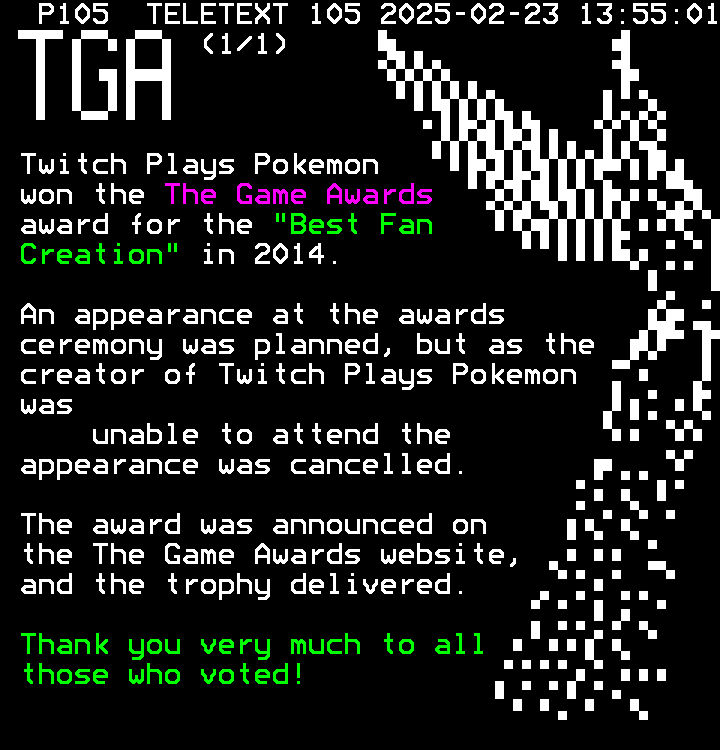 P105 TELETEXT 105 2025-02-23 13:55:01
TGA (1/1)
Twitch Plays Pokemon
won the The Game Awards
award for the "Best Fan
Creation" in 2014.
An appearance at the awards
ceremony was planned, but as the
creator of Twitch Plays Pokemon
was
unable to attend the
appearance was cancelled.
The award was announced on
the The Game Awards website,
and the trophy delivered.
Thank you very much to all
those who voted!